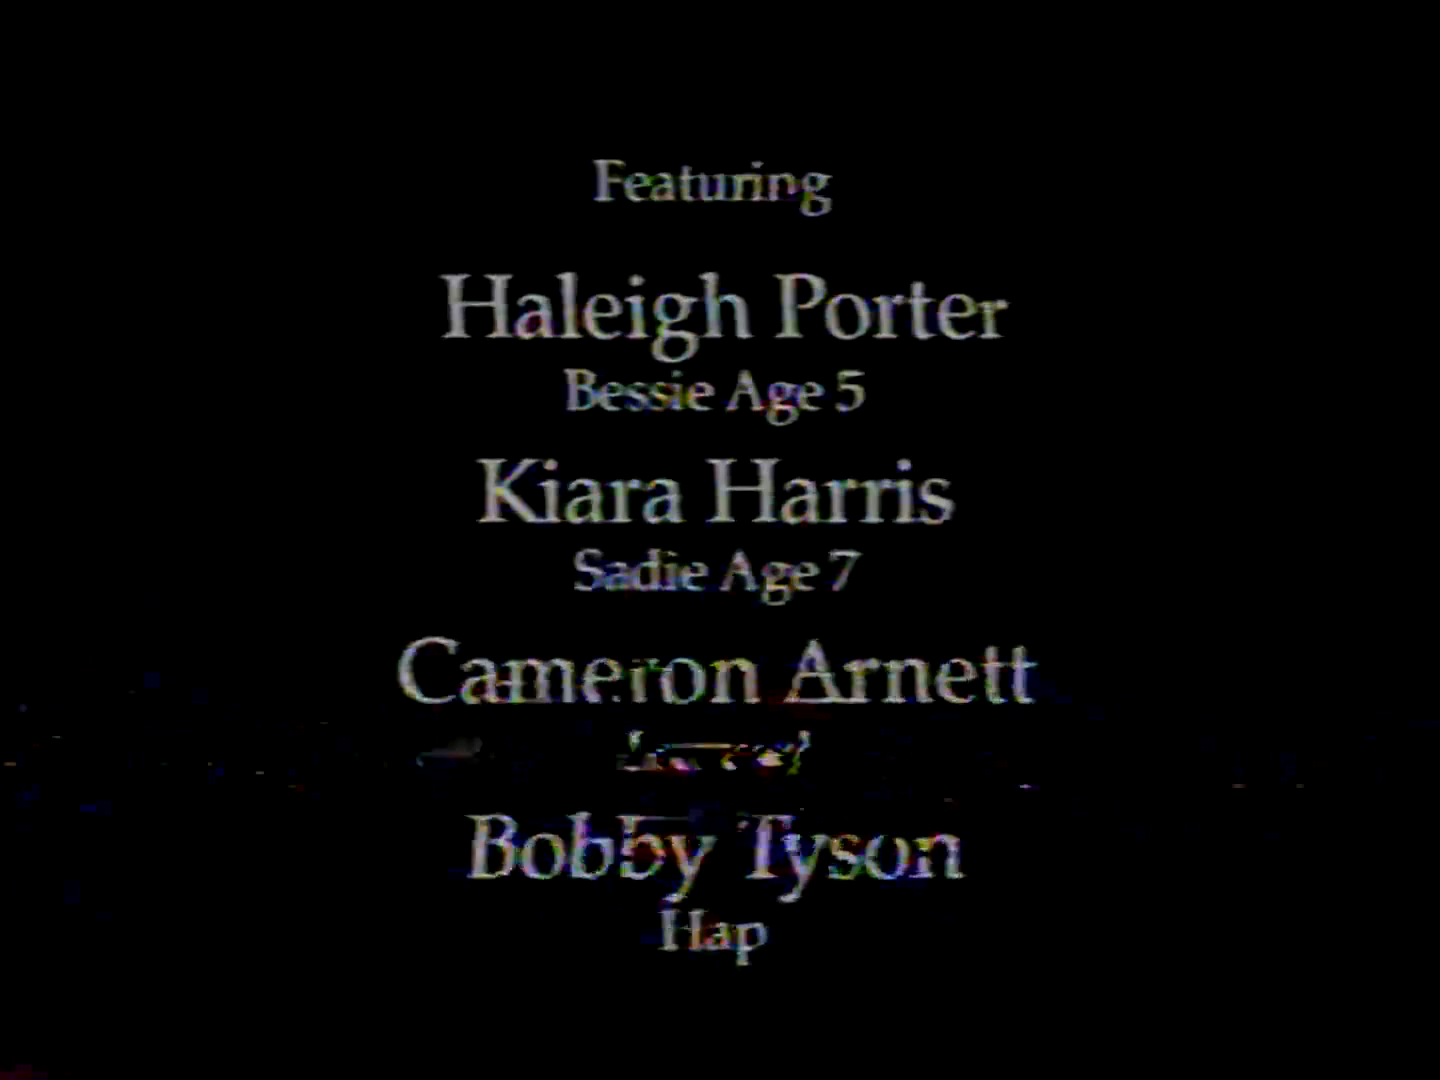 Featuring
Haleigh Porter
Bessie Age 5
Kiara Harris
Sadie Age 7
Cameron Arnett
Bobby Tyson
Hap